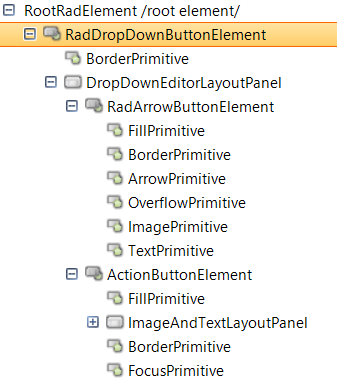 RootRadElement /root element/
RadDropDownButtonElement
BorderPrimitive
DropDownEditorLayoutPanel
RadArrowButtonElement
FillPrimitive
BorderPrimitive
ArrowPrimitive
OverflowPrimitive
ImagePrimitive
TextPrimitive
ActionButtonElement
FillPrimitive
ImageAndTextLayoutPanel
BorderPrimitive
FocusPrimitive